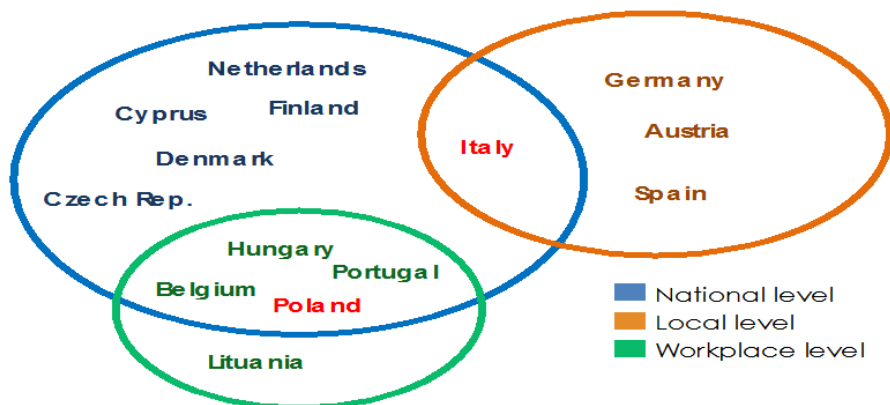 Netherlands
Germany
Cyprus
Finland
Austria
Italy
Denmark
Czech Rep.
Spain
Hungary
Portugal
Belgium
Poland
National level
Local level
Workplace level
Lituania